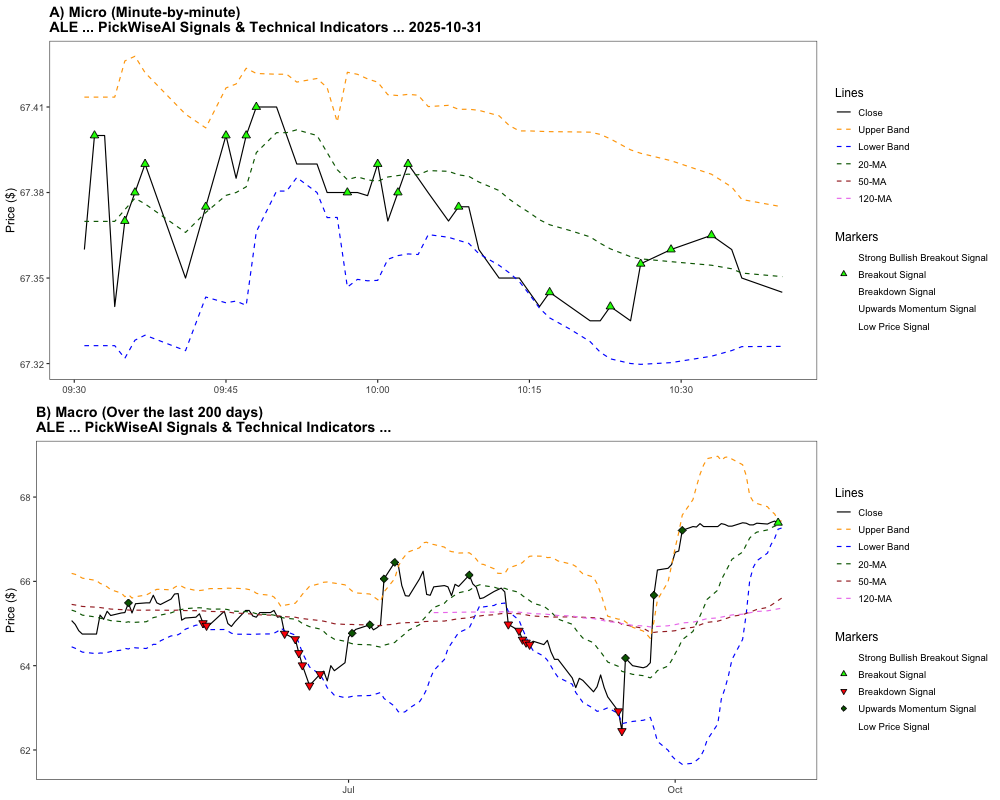 A) Micro (Minute-by-minute)
ALE ... PickWiseAI Signals & Technical Indicators ... 2025-10-31
Price ($)
67.41
67.38
67.35
67.32
09:30
09:45
10:00
10:15
10:30
Lines
Close
Upper Band
Lower Band
20-MA
50-MA
120-MA
Markers
Strong Bullish Breakout Signal
Breakout Signal
Breakdown Signal
Upwards Momentum Signal
Low Price Signal
B) Macro (Over the last 200 days)
ALE ... PickWiseAI Signals & Technical Indicators ...
Price ($)
68
66
64
62
Jul
Oct
Lines
Close
Upper Band
Lower Band
20-MA
50-MA
120-MA
Markers
Strong Bullish Breakout Signal
Breakout Signal
Breakdown Signal
Upwards Momentum Signal
Low Price Signal